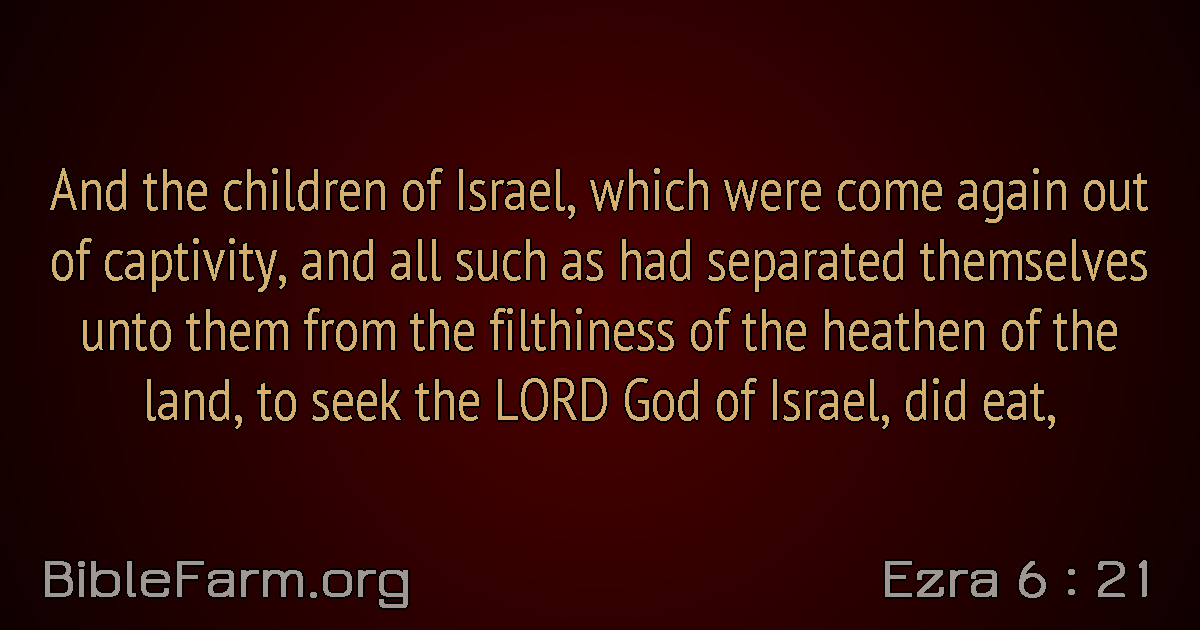 And the children of Israel, which were come again out
of captivity, and all such as had separated themselves
unto them from the filthiness of the heathen of the
land, to seek the LORD God of Israel, did eat,
BibleFarm.org
Ezra 6 : 21